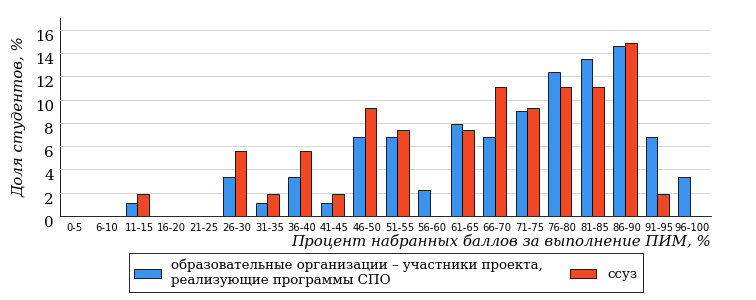 Доля студентов, %
16
14
12
10
8
6
4
2
0
0-5 6-10 11-15 16-20 21-25 26-30 31-35 36-40 41-45 46-50 51-55 56-60 61-65 66-70 71-75 76-80 81-85 86-90 91-95 96-100
Процент набранных баллов за выполнение ПИМ, %
образовательные организации – участники проекта,
реализующие программы СПО
ссуз